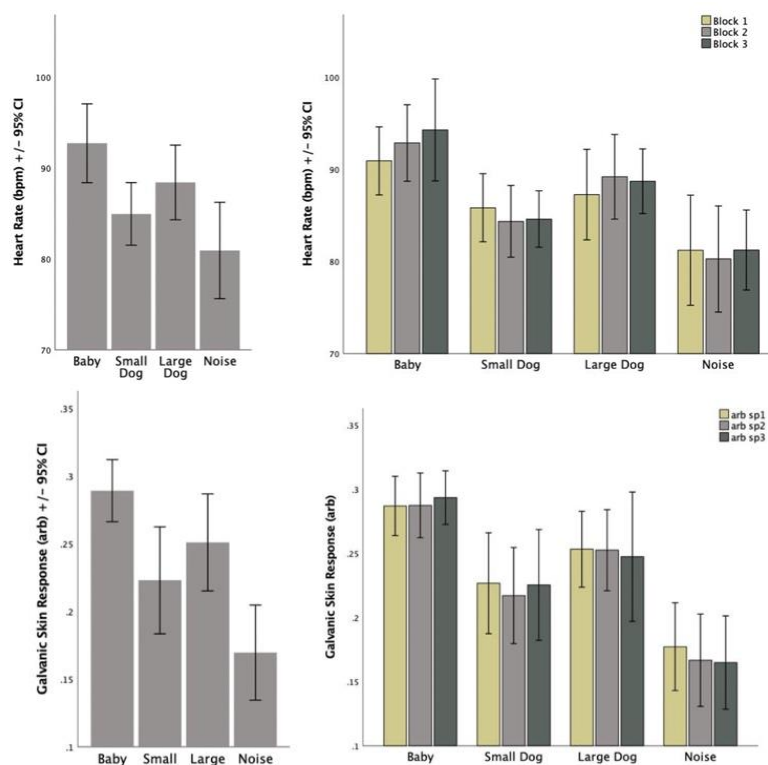 Heart Rate (bpm) +/- 95% CI
100
90
80
70
Baby
Small
Dog
Large
Dog
Noise
Heart Rate (bpm) +/- 95% CI
100
90
80
70
Baby
Small Dog
Large Dog
Noise
Block 1
Block 2
Block 3
Galvanic Skin Response (arb) +/- 95% CI
.35
.3
.25
.2
.15
.1
Baby
Small
Large
Noise
Galvanic Skin Response (arb)
.35
.3
.25
.2
.15
.1
Baby
Small Dog
Large Dog
Noise
arb sp1
arb sp2
arb sp3